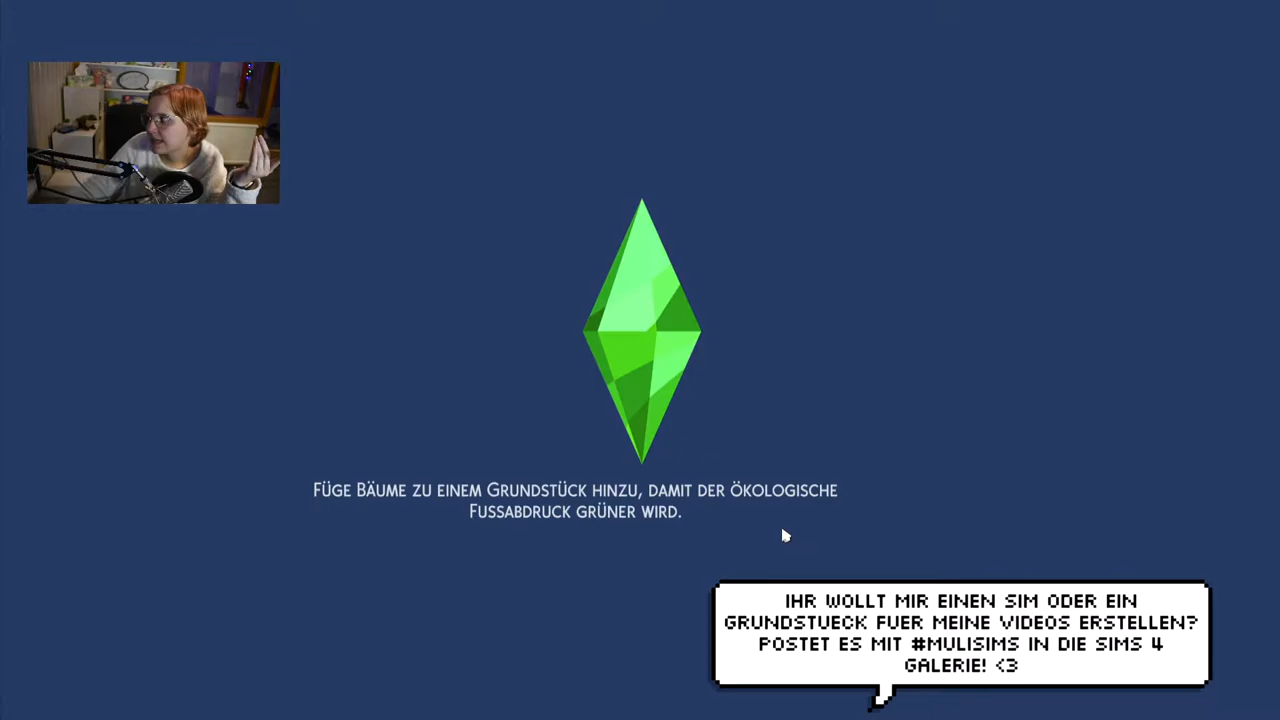 Füge Bäume zu einem Grundstück hinzu, damit der ökologische
Fussabdruck grüner wird.
IHR WOLLT MIR EINEN SIM ODER EIN
GRUNDSTUECK FUER MEINE VIDEOS ERSTELLEN?
POSTET ES MIT #MULISIMS IN DIE SIMS 4
GALERIE! <3